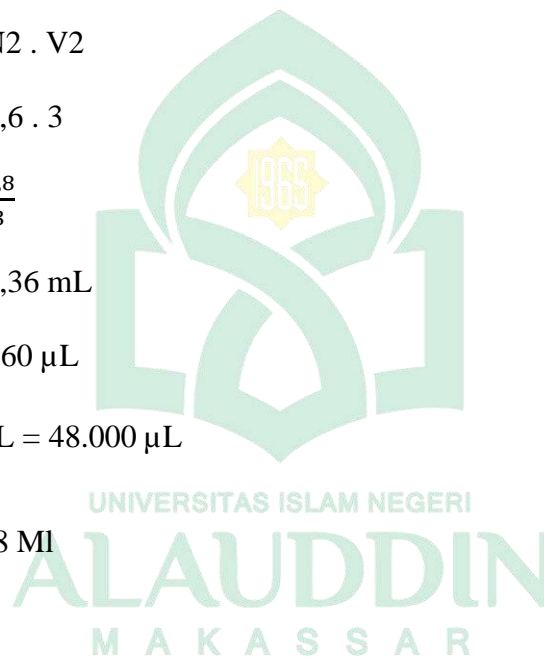 N2 . V2
,6 . 3
,8
3
,36 mL
60 µL
L = 48.000 µL
8 Ml
1965
UNIVERSITAS ISLAM NEGERI
ALAUDDIN
MAKASSAR